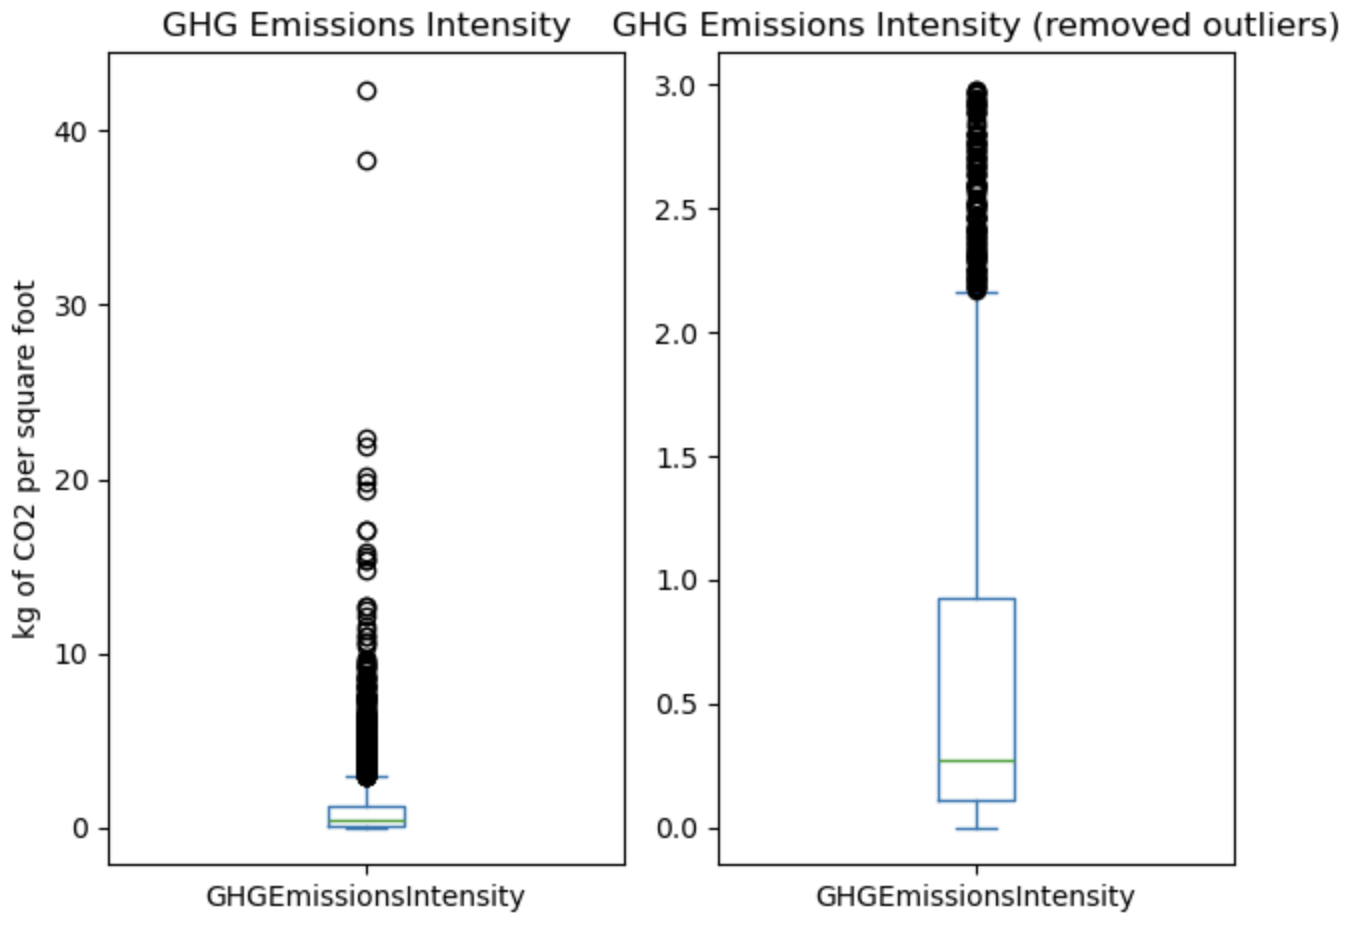 GHG Emissions Intensity
GHG Emissions Intensity (removed outliers)
kg of CO2 per square foot
40
30
20
10
0
GHGEmissionsIntensity
3.0
2.5
2.0
1.5
1.0
0.5
0.0
GHGEmissionsIntensity